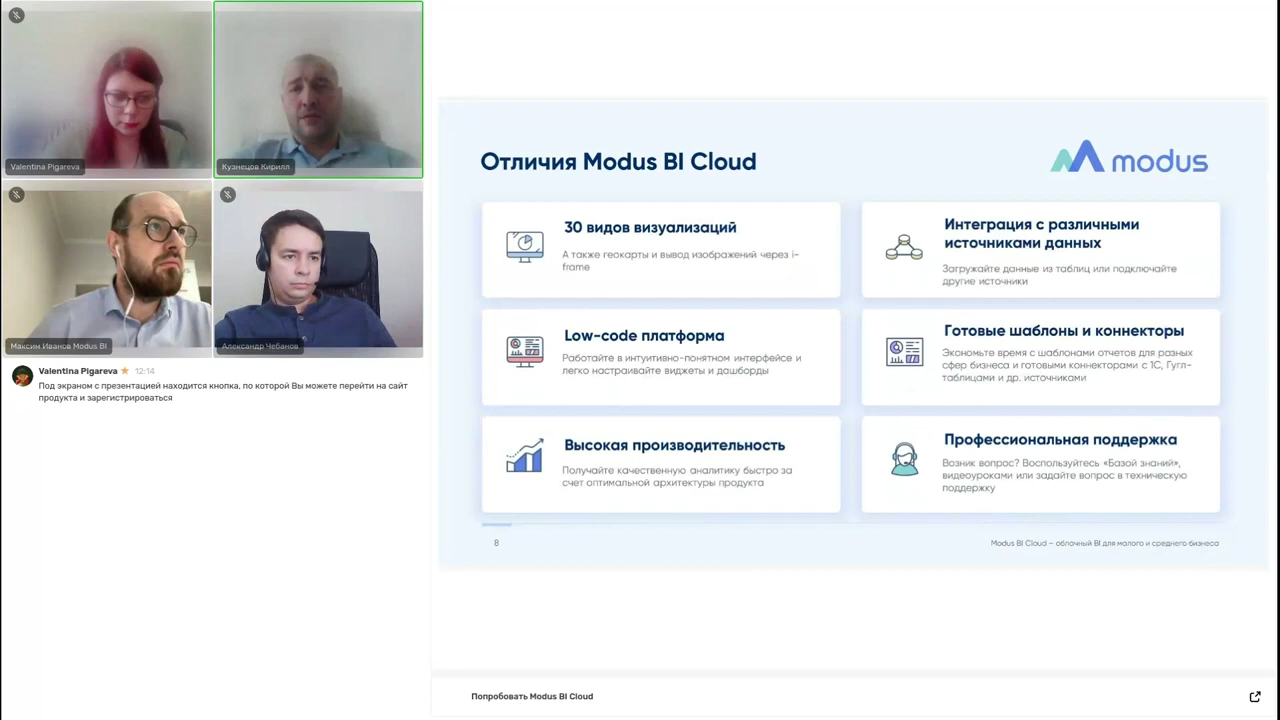 Valentina Pigareva
Кузнецов Кирилл
Максим Иванов Modus BI
Александр Чебанов
Valentina Pigareva 12:14
Под экраном с презентацией находится кнопка, по которой Вы можете перейти на сайт
продукта и зарегистрироваться
Отличия Modus BI Cloud
modus
30 видов визуализаций
А также геокарты и вывод изображений через i-
frame
Интеграция с различными
источниками данных
Загружайте данные из таблиц или подключайте
другие источники
Low-code платформа
Работайте в интуитивно-понятном интерфейсе и
легко настраивайте виджеты и дашборды
Готовые шаблоны и коннекторы
Экономьте время с шаблонами отчетов для разных
сфер бизнеса и готовыми коннекторами с 1С, Гугл-
таблицами и др. источниками
Высокая производительность
Получайте качественную аналитику быстро за
счет оптимальной архитектуры продукта
Профессиональная поддержка
Возник вопрос? Воспользуйтесь «Базой знаний»,
видеоуроками или задайте вопрос в техническую
поддержку
8
Modus BI Cloud – облачный BI для малого и среднего бизнеса
Попробовать Modus BI Cloud